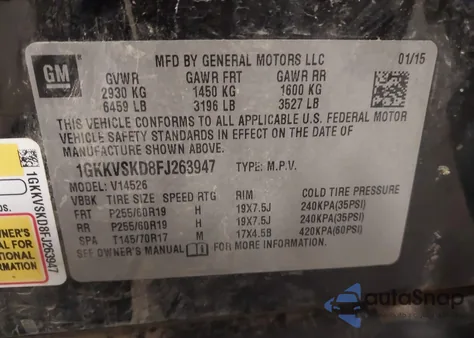 GM
MFD BY GENERAL MOTORS LLC 01/15
GVWR GAWR FRT GAWR RR
2930 KG 1450 KG 1600 KG
6459 LB 3196 LB 3527 LB
THIS VEHICLE CONFORMS TO ALL APPLICABLE U.S. FEDERAL MOTOR
VEHICLE SAFETY STANDARDS IN EFFECT ON THE DATE OF
MANUFACTURE SHOWN ABOVE.
1GKKVSKD8FJ263947 TYPE: M.P.V.
MODEL: V14526
VBBK TIRE SIZE SPEED RTG RIM COLD TIRE PRESSURE
FRT P255/60R19 H 19X7.5J 240KPA(35PSI)
RR P255/60R19 H 19X7.5J 240KPA(35PSI)
SPA T145/70R17 M 17X4.5B 420KPA(60PSI)
SEE OWNER'S MANUAL FOR MORE INFORMATION.
1GKKVSKD8FJ263947
OWNER'S
FOR
ONAL
RMATION
autoSnap